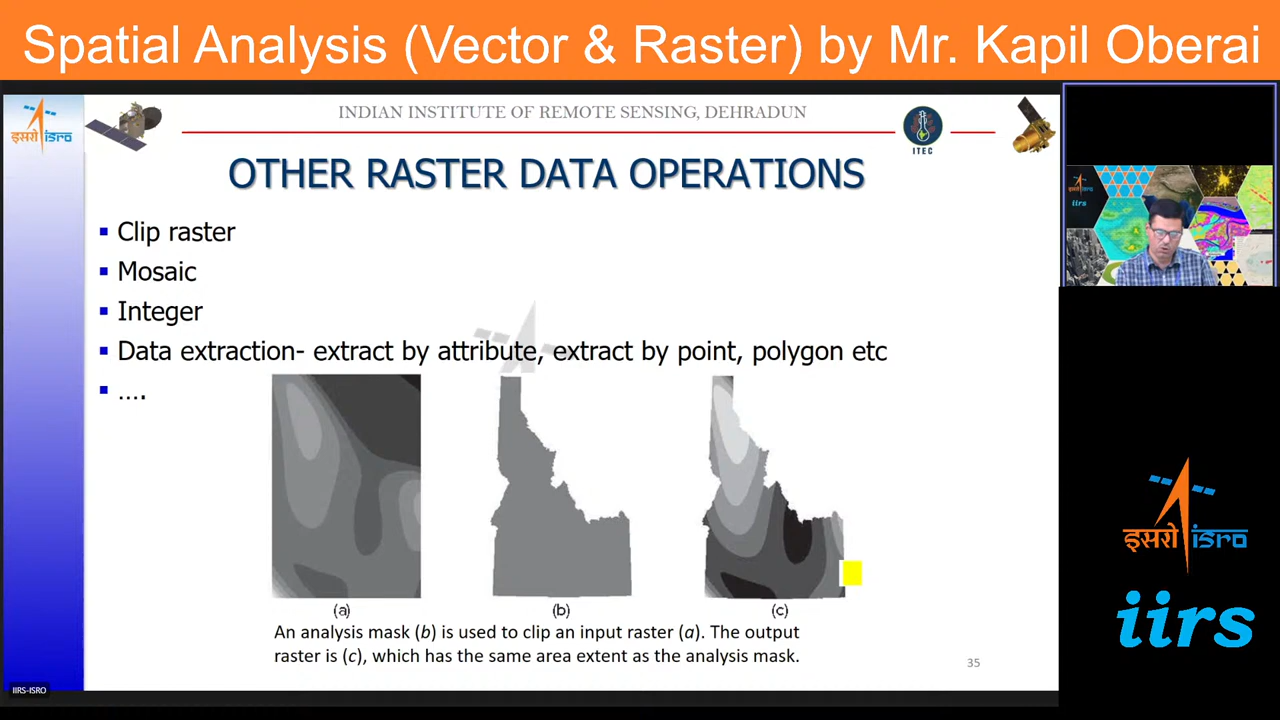 Spatial Analysis (Vector & Raster) by Mr. Kapil Oberai
INDIAN INSTITUTE OF REMOTE SENSING, DEHRADUN
इसरो isro
ITEC
OTHER RASTER DATA OPERATIONS
▪ Clip raster
▪ Mosaic
▪ Integer
▪ Data extraction- extract by attribute, extract by point, polygon etc
▪ ….
(a) (b) (c)
An analysis mask (b) is used to clip an input raster (a). The output
raster is (c), which has the same area extent as the analysis mask.
35
IIRS-ISRO
iirs
इसरो isro
iirs